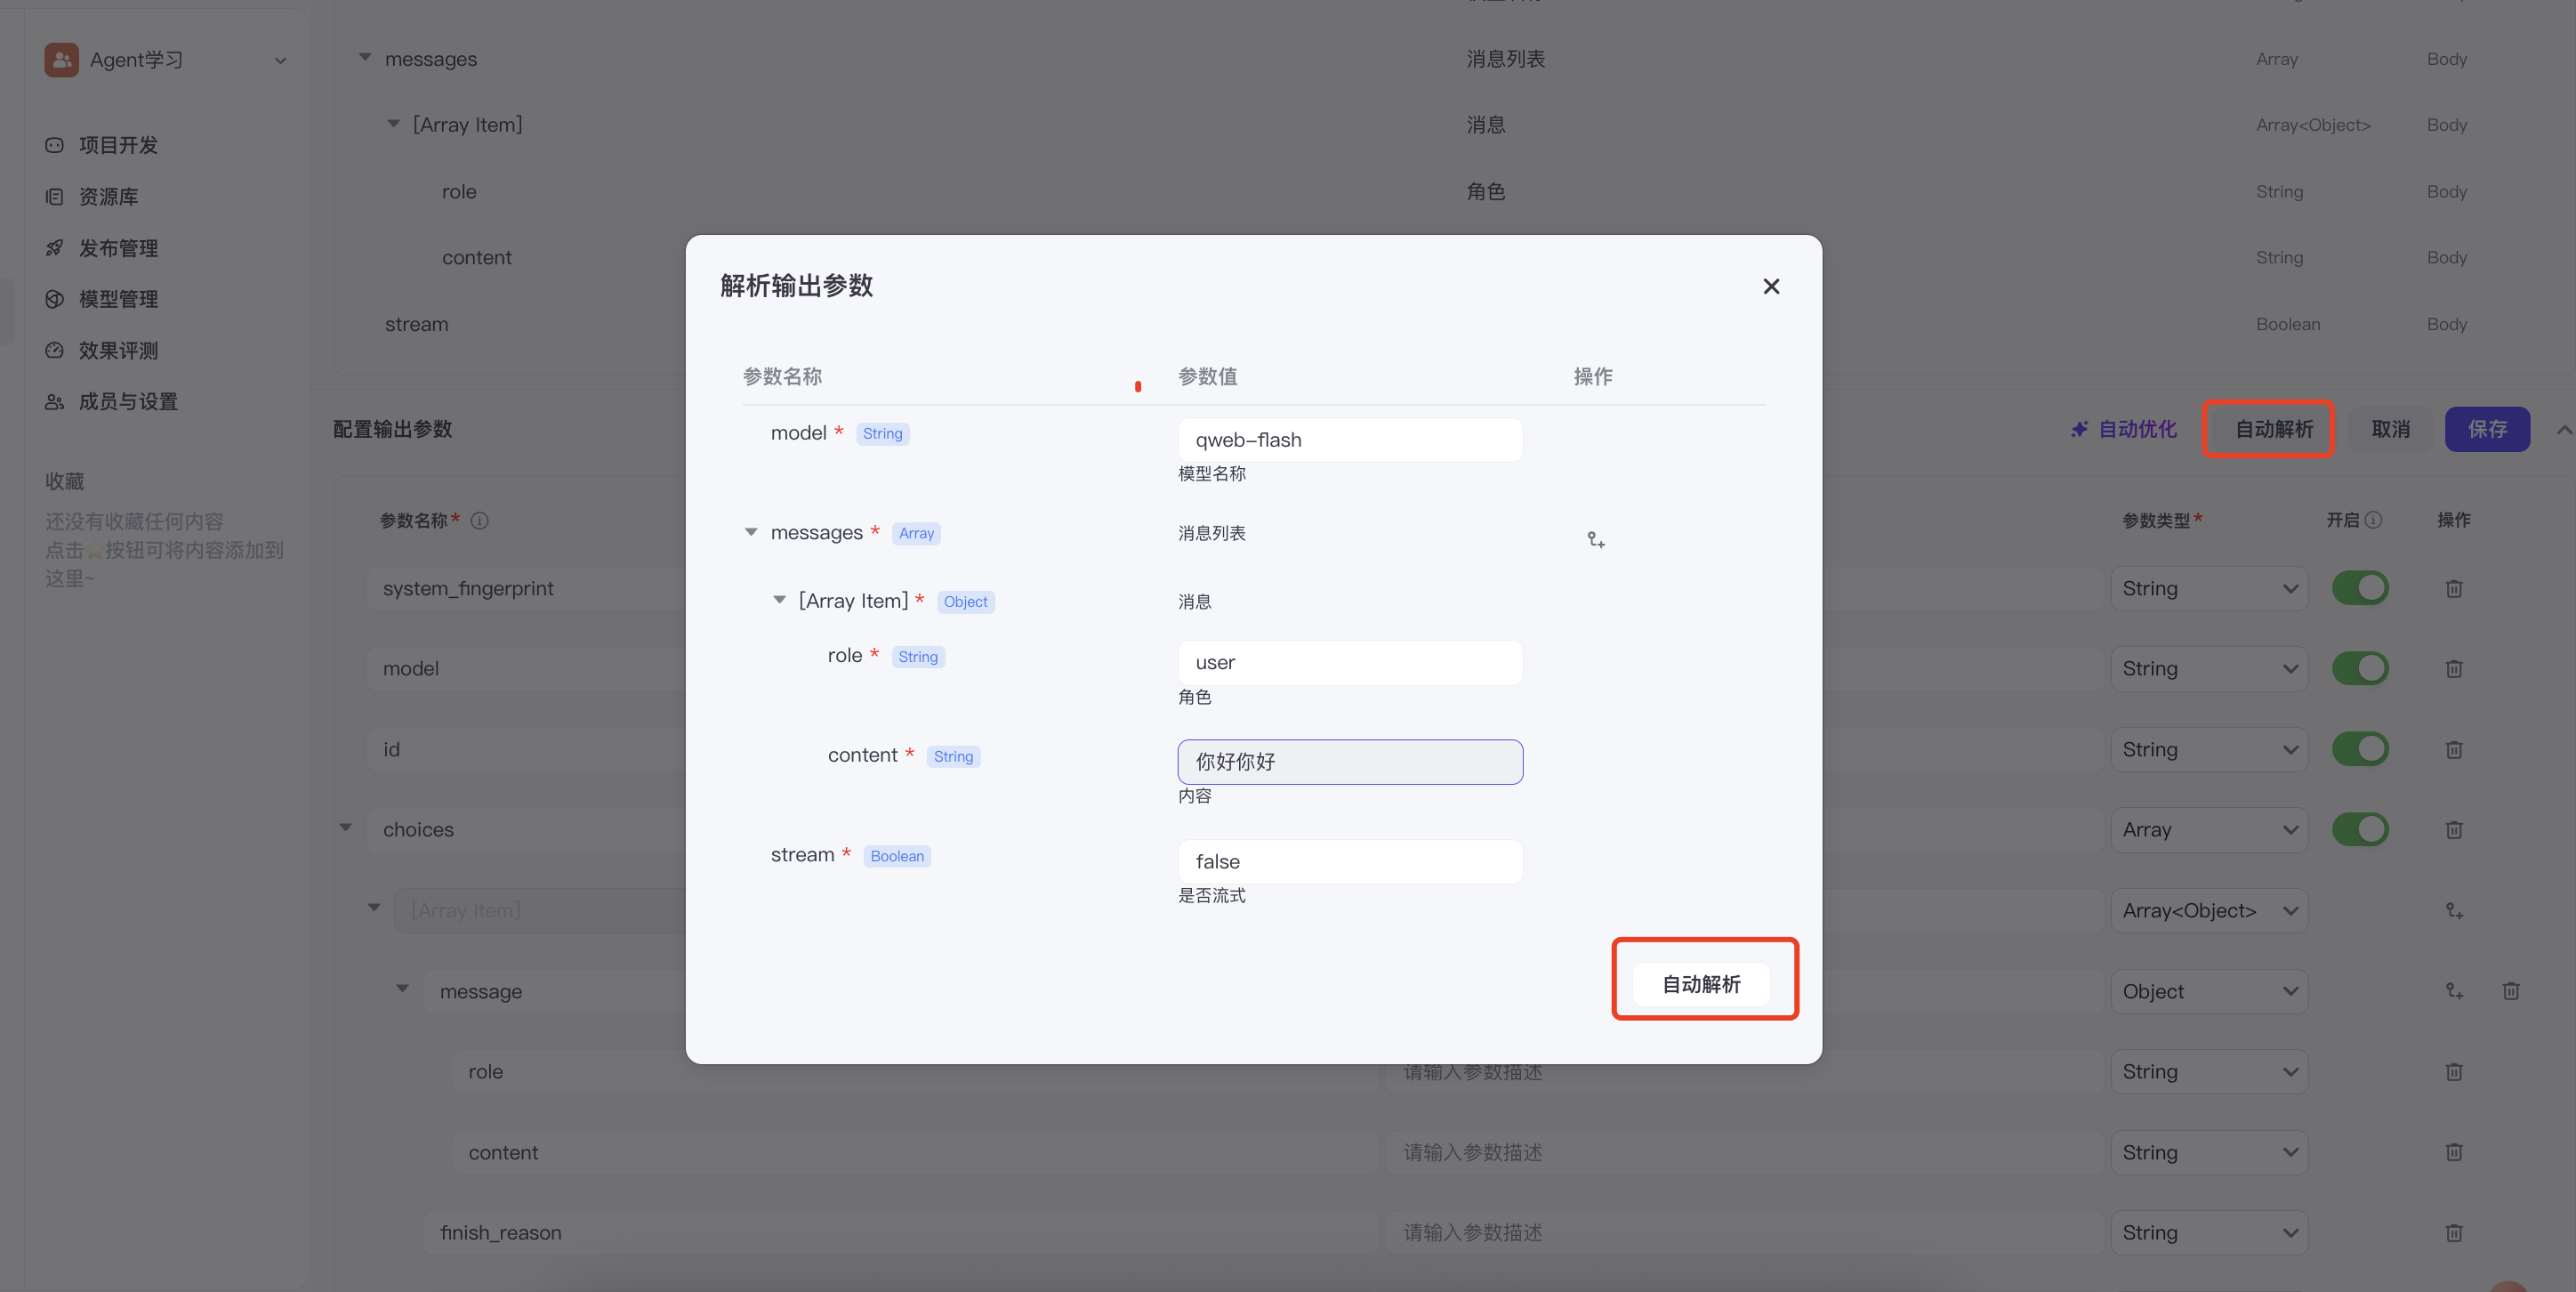 Agent学习
项目开发
资源库
发布管理
模型管理
效果评测
成员与设置
收藏
还没有收藏任何内容
点击⭐按钮可将内容添加到
这里~
messages 消息列表 Array Body
[Array Item] 消息 Array<Object> Body
role 角色 String Body
content String Body
stream Boolean Body
配置输出参数 自动优化 自动解析 取消 保存
参数名称* 参数类型* 开启 操作
system_fingerprint String
model String
id String
choices Array
[Array Item] Array<Object>
message Object
role 请输入参数描述 String
content 请输入参数描述 String
finish_reason 请输入参数描述 String
解析输出参数
参数名称 参数值 操作
model * String qweb-flash
模型名称
messages * Array 消息列表
[Array Item] * Object 消息
role * String user
角色
content * String 你好你好
内容
stream * Boolean false
是否流式
自动解析